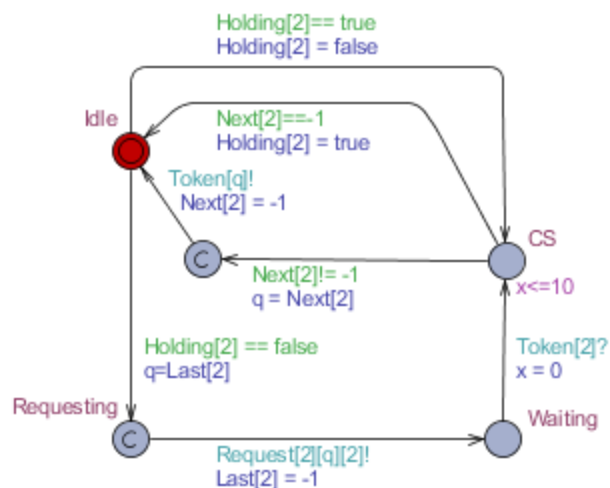 Holding[2]== true
Holding[2] = false
Idle
Next[2]==-1
Holding[2] = true
Token[q]!
Next[2] = -1
C
CS
x<=10
Next[2]!= -1
q = Next[2]
Holding[2] == false
q=Last[2]
Token[2]?
x = 0
Requesting
C
Waiting
Request[2][q][2]!
Last[2] = -1